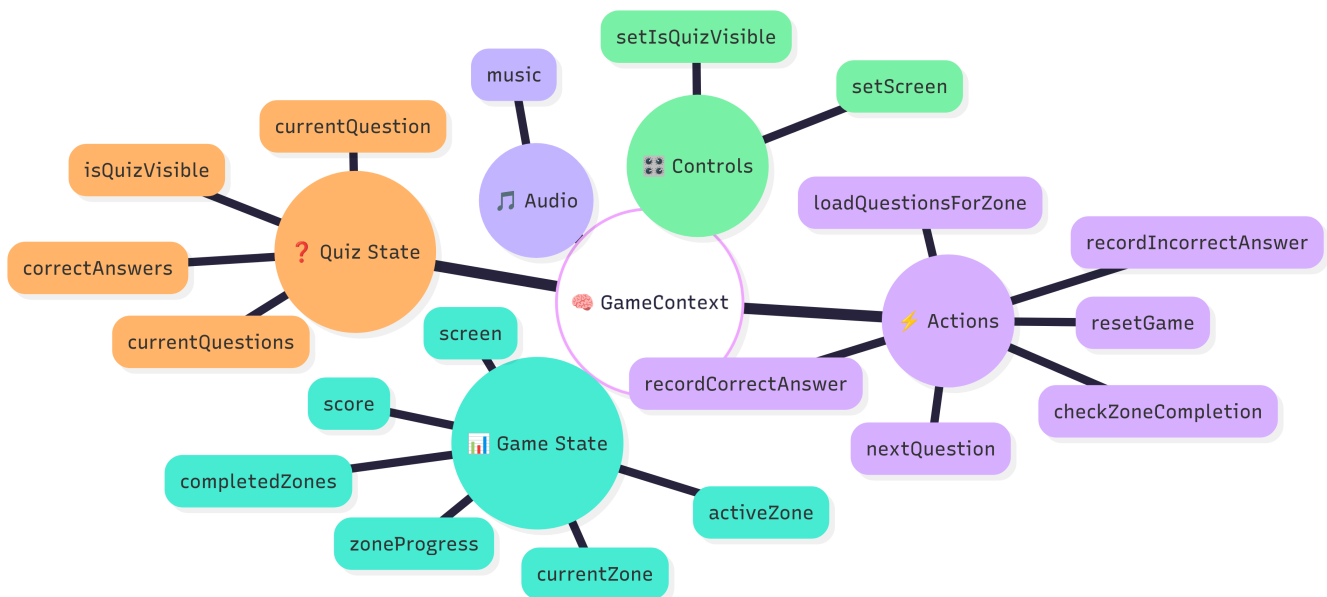 setIsQuizVisible
music
setScreen
currentQuestion
isQuizVisible
🎛️ Controls
🎵 Audio
loadQuestionsForZone
recordIncorrectAnswer
❓ Quiz State
correctAnswers
🧠 GameContext
⚡ Actions
resetGame
currentQuestions
screen
recordCorrectAnswer
score
checkZoneCompletion
📊 Game State
nextQuestion
completedZones
activeZone
zoneProgress
currentZone